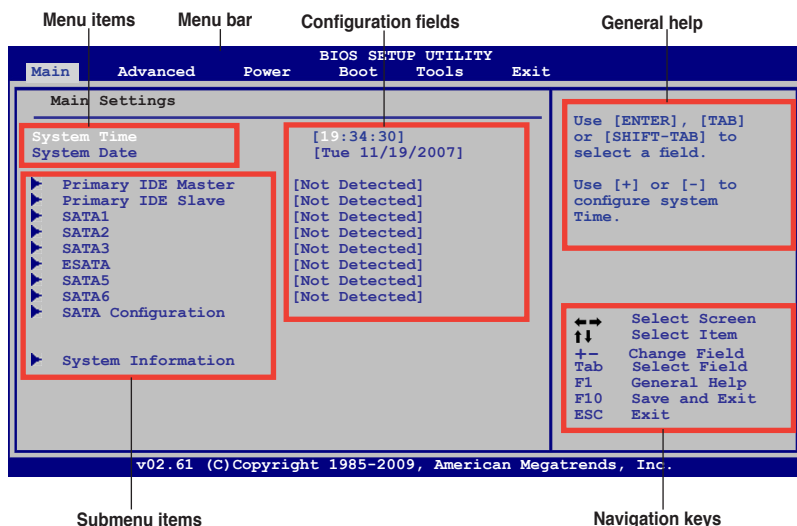 Menu items Menu bar Configuration fields General help
BIOS SETUP UTILITY
Main Advanced Power Boot Tools Exit
Main Settings
System Time [19:34:30]
System Date [Tue 11/19/2007]
Primary IDE Master [Not Detected]
Primary IDE Slave [Not Detected]
SATA1 [Not Detected]
SATA2 [Not Detected]
SATA3 [Not Detected]
ESATA [Not Detected]
SATA5 [Not Detected]
SATA6 [Not Detected]
SATA Configuration
System Information
Use [ENTER], [TAB]
or [SHIFT-TAB] to
select a field.
Use [+] or [-] to
configure system
Time.
←→ Select Screen
↑↓ Select Item
+- Change Field
Tab Select Field
F1 General Help
F10 Save and Exit
ESC Exit
v02.61 (C)Copyright 1985-2009, American Megatrends, Inc.
Submenu items Navigation keys